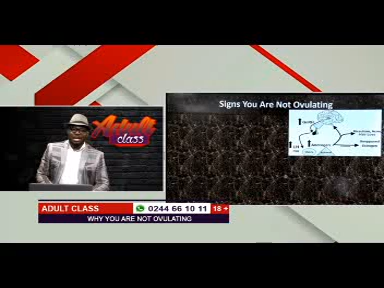 Signs You Are Not Ovulating
Adult
class
ADULT CLASS
0244 66 10 11
18 +
WHY YOU ARE NOT OVULATING